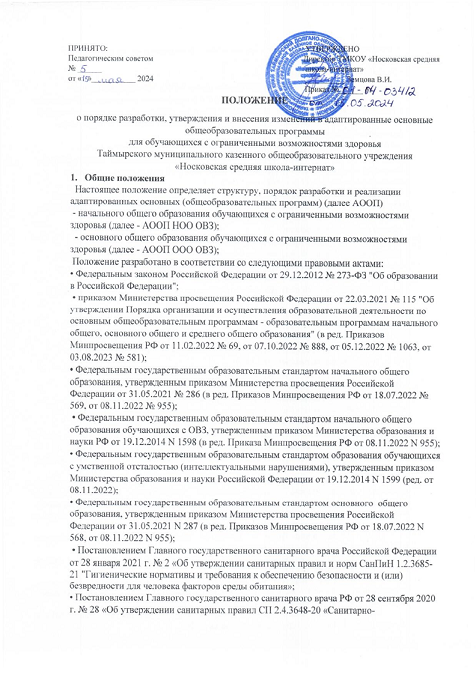 ПРИНЯТО:
Педагогическим советом
№ 5
от «15» мая 2024
УТВЕРЖДЕНО
ТМКОУ «Носковская средняя
школа-интернат»
Земцова В.И.
Приказ № 04-04-03412
от 15.05.2024
ПОЛОЖЕНИЕ
о порядке разработки, утверждения и внесения изменений в адаптированные основные
общеобразовательные программы
для обучающихся с ограниченными возможностями здоровья
Таймырского муниципального казенного общеобразовательного учреждения
«Носковская средняя школа-интернат»
1. Общие положения
Настоящее положение определяет структуру, порядок разработки и реализации
адаптированных основных (общеобразовательных программ) (далее АООП)
- начального общего образования обучающихся с ограниченными возможностями
здоровья (далее - АООП НОО ОВЗ);
- основного общего образования обучающихся с ограниченными возможностями
здоровья (далее - АООП ООО ОВЗ);
Положение разработано в соответствии со следующими правовыми актами:
• Федеральным законом Российской Федерации от 29.12.2012 № 273-ФЗ "Об образовании
в Российской Федерации";
• приказом Министерства просвещения Российской Федерации от 22.03.2021 № 115 "Об
утверждении Порядка организации и осуществления образовательной деятельности по
основным общеобразовательным программам - образовательным программам начального
общего, основного общего и среднего общего образования" (в ред. Приказов
Минпросвещения РФ от 11.02.2022 № 69, от 07.10.2022 № 888, от 05.12.2022 № 1063, от
03.08.2023 № 581);
• Федеральным государственным образовательным стандартом начального общего
образования, утвержденным приказом Министерства просвещения Российской
Федерации от 31.05.2021 № 286 (в ред. Приказов Минпросвещения РФ от 18.07.2022 №
569, от 08.11.2022 № 955);
• Федеральным государственным образовательным стандартом начального общего
образования обучающихся с ОВЗ, утвержденным приказом Министерства образования и
науки РФ от 19.12.2014 N 1598 (в ред. Приказа Минпросвещения РФ от 08.11.2022 N 955);
• Федеральным государственным образовательным стандартом образования обучающихся
с умственной отсталостью (интеллектуальными нарушениями), утвержденным приказом
Министерства образования и науки Российской Федерации от 19.12.2014 N 1599 (ред. от
08.11.2022);
• Федеральным государственным образовательным стандартом основного общего
образования, утвержденным приказом Министерства просвещения Российской
Федерации от 31.05.2021 N 287 (в ред. Приказов Минпросвещения РФ от 18.07.2022 N
568, от 08.11.2022 N 955);
• Постановлением Главного государственного санитарного врача Российской Федерации
от 28 января 2021 г. № 2 «Об утверждении санитарных правил и норм СанПиН 1.2.3685-
21 "Гигиенические нормативы и требования к обеспечению безопасности и (или)
безвредности для человека факторов среды обитания»;
• Постановлением Главного государственного санитарного врача РФ от 28 сентября 2020
г. № 28 «Об утверждении санитарных правил СП 2.4.3648-20 «Санитарно-